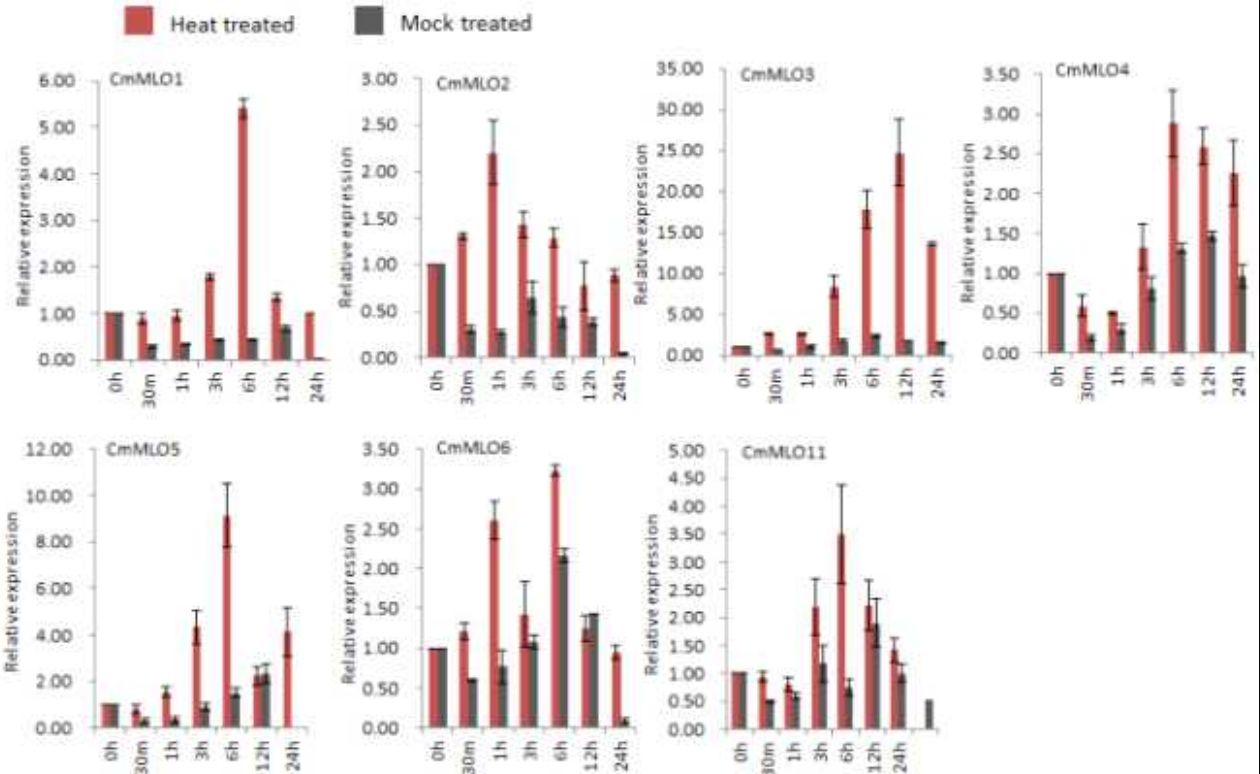 Heat treated
Mock treated
CmMLO1
Relative expression
6.00
5.00
4.00
3.00
2.00
1.00
0.00
0h
30m
1h
3h
6h
12h
24h
CmMLO2
Relative expression
3.00
2.50
2.00
1.50
1.00
0.50
0.00
0h
30m
1h
3h
6h
12h
24h
CmMLO3
Relative expression
35.00
30.00
25.00
20.00
15.00
10.00
5.00
0.00
0h
30m
1h
3h
6h
12h
24h
CmMLO4
Relative expression
3.50
3.00
2.50
2.00
1.50
1.00
0.50
0.00
0h
30m
1h
3h
6h
12h
24h
CmMLO5
Relative expression
12.00
10.00
8.00
6.00
4.00
2.00
0.00
0h
30m
1h
3h
6h
12h
24h
CmMLO6
Relative expression
3.50
3.00
2.50
2.00
1.50
1.00
0.50
0.00
0h
30m
1h
3h
6h
12h
24h
CmMLO11
Relative expression
5.00
4.50
4.00
3.50
3.00
2.50
2.00
1.50
1.00
0.50
0.00
0h
30m
1h
3h
6h
12h
24h